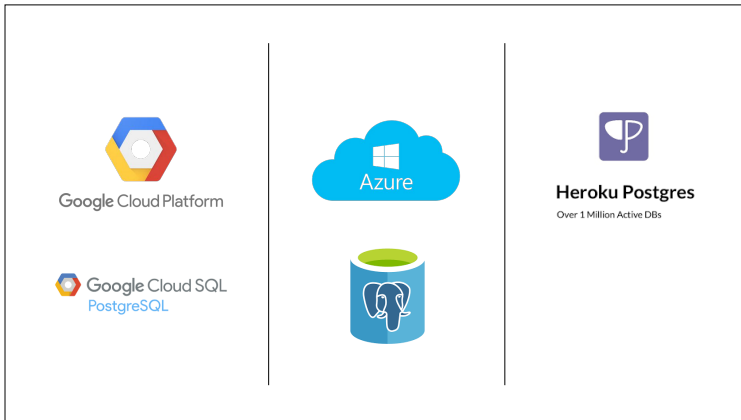 Google Cloud Platform
Google Cloud SQL
PostgreSQL
Azure
Heroku Postgres
Over 1 Million Active DBs